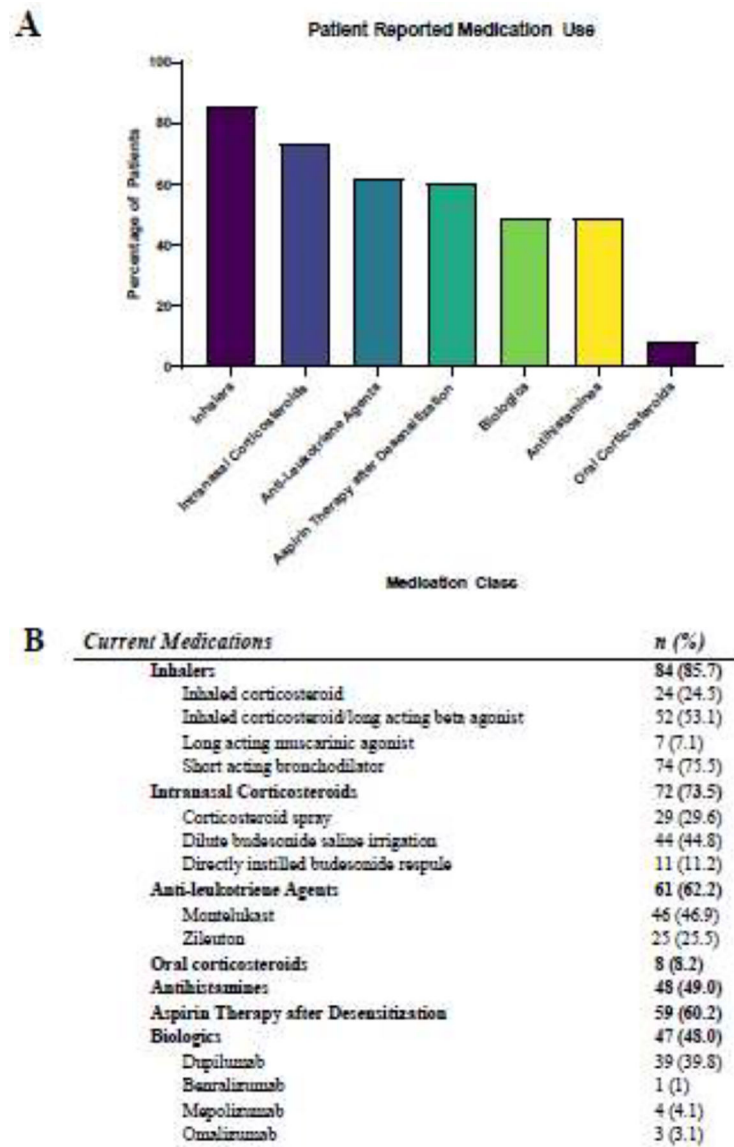 A
Patient Reported Medication Use
100
80
60
40
20
0
Percentage of Patients
Inhalers
Intranasal Corticosteroids
Anti-Leukotriene Agents
Aspirin Therapy after Desensitization
Biologics
Antihistamines
Oral Corticosteroids
Medication Class
B
Current Medications n (%)
Inhalers 84 (85.7)
Inhaled corticosteroid 24 (24.5)
Inhaled corticosteroid/long acting beta agonist 52 (53.1)
Long acting muscarinic agonist 7 (7.1)
Short acting bronchodilator 74 (75.5)
Intranasal Corticosteroids 72 (73.5)
Corticosteroid spray 29 (29.6)
Dilute budesonide saline irrigation 44 (44.8)
Directly instilled budesonide respule 11 (11.2)
Anti-leukotriene Agents 61 (62.2)
Montelukast 46 (46.9)
Zileuton 25 (25.5)
Oral corticosteroids 8 (8.2)
Antihistamines 48 (49.0)
Aspirin Therapy after Desensitization 59 (60.2)
Biologics 47 (48.0)
Dupilumab 39 (39.8)
Benralizumab 1 (1)
Mepolizumab 4 (4.1)
Omalizumab 3 (3.1)